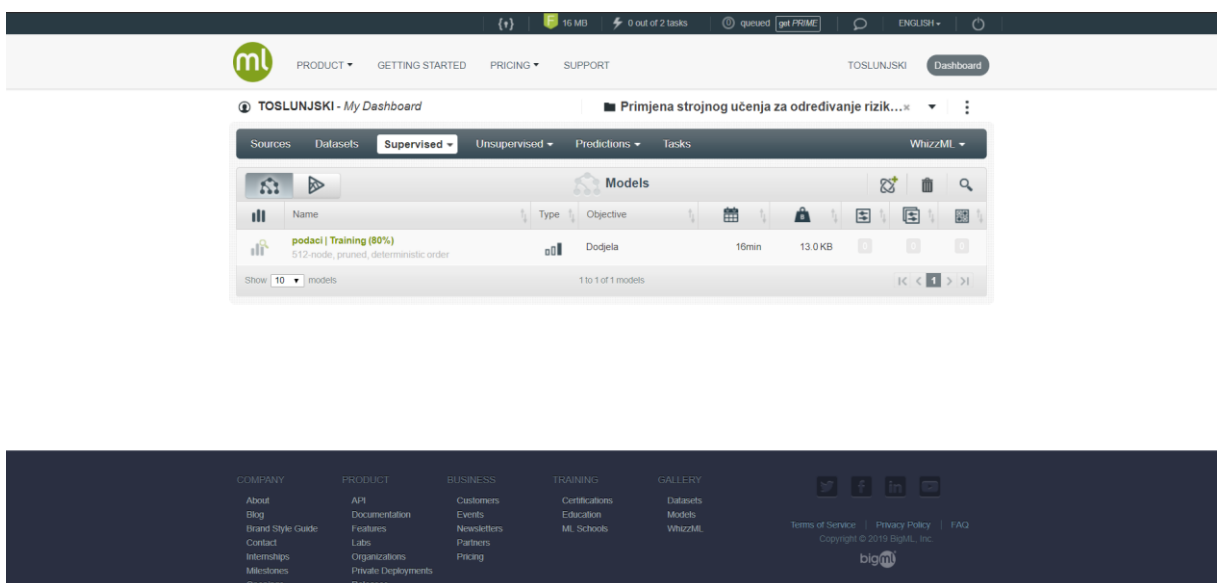 16 MB 0 out of 2 tasks 0 queued get PRIME ENGLISH
ml PRODUCT GETTING STARTED PRICING SUPPORT TOSLUNJSKI Dashboard
TOSLUNJSKI - My Dashboard Primjena strojnog učenja za određivanje rizik...×
Sources Datasets Supervised Unsupervised Predictions Tasks WhizzML
Models
Name Type Objective
podaci | Training (80%)
512-node, pruned, deterministic order
Dodjela 16min 13.0 KB 0 0 0
Show 10 models 1 to 1 of 1 models 1
COMPANY PRODUCT BUSINESS TRAINING GALLERY
About API Customers Certifications Datasets
Blog Documentation Events Education Models
Brand Style Guide Features Newsletters ML Schools WhizzML
Contact Labs Partners
Internships Organizations Pricing
Milestones Private Deployments
Terms of Service | Privacy Policy | FAQ
Copyright © 2019 BigML, Inc
bigml